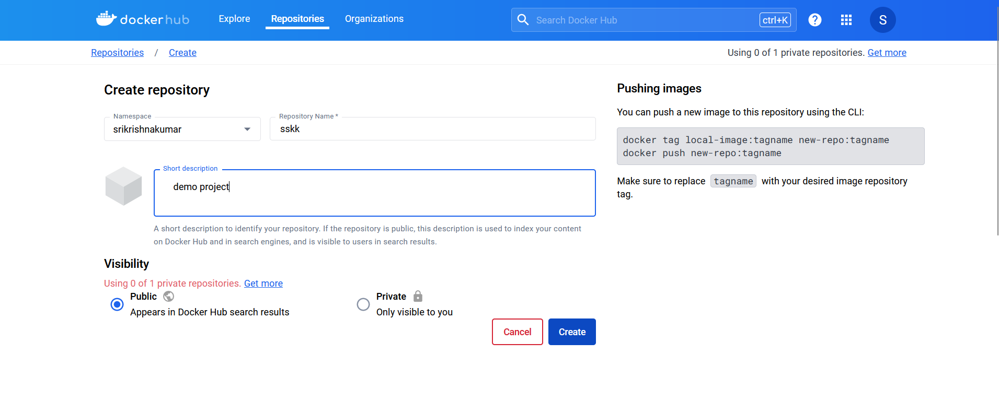 dockerhub Explore Repositories Organizations Search Docker Hub ctrl+K ? S
Repositories / Create Using 0 of 1 private repositories. Get more
Create repository
Namespace Repository Name *
srikrishnakumar sskk
Short description
demo project
A short description to identify your repository. If the repository is public, this description is used to index your content
on Docker Hub and in search engines, and is visible to users in search results.
Visibility
Using 0 of 1 private repositories. Get more
Public Private
Appears in Docker Hub search results Only visible to you
Cancel Create
Pushing images
You can push a new image to this repository using the CLI:
docker tag local-image:tagname new-repo:tagname
docker push new-repo:tagname
Make sure to replace tagname with your desired image repository
tag.